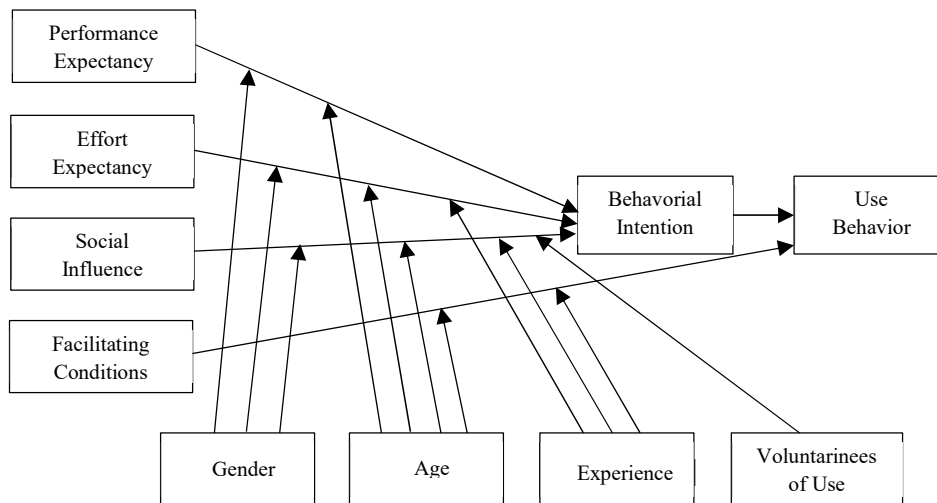 Performance
Expectancy
Effort
Expectancy
Social
Influence
Facilitating
Conditions
Behavorial
Intention
Use
Behavior
Gender
Age
Experience
Voluntarinees
of Use